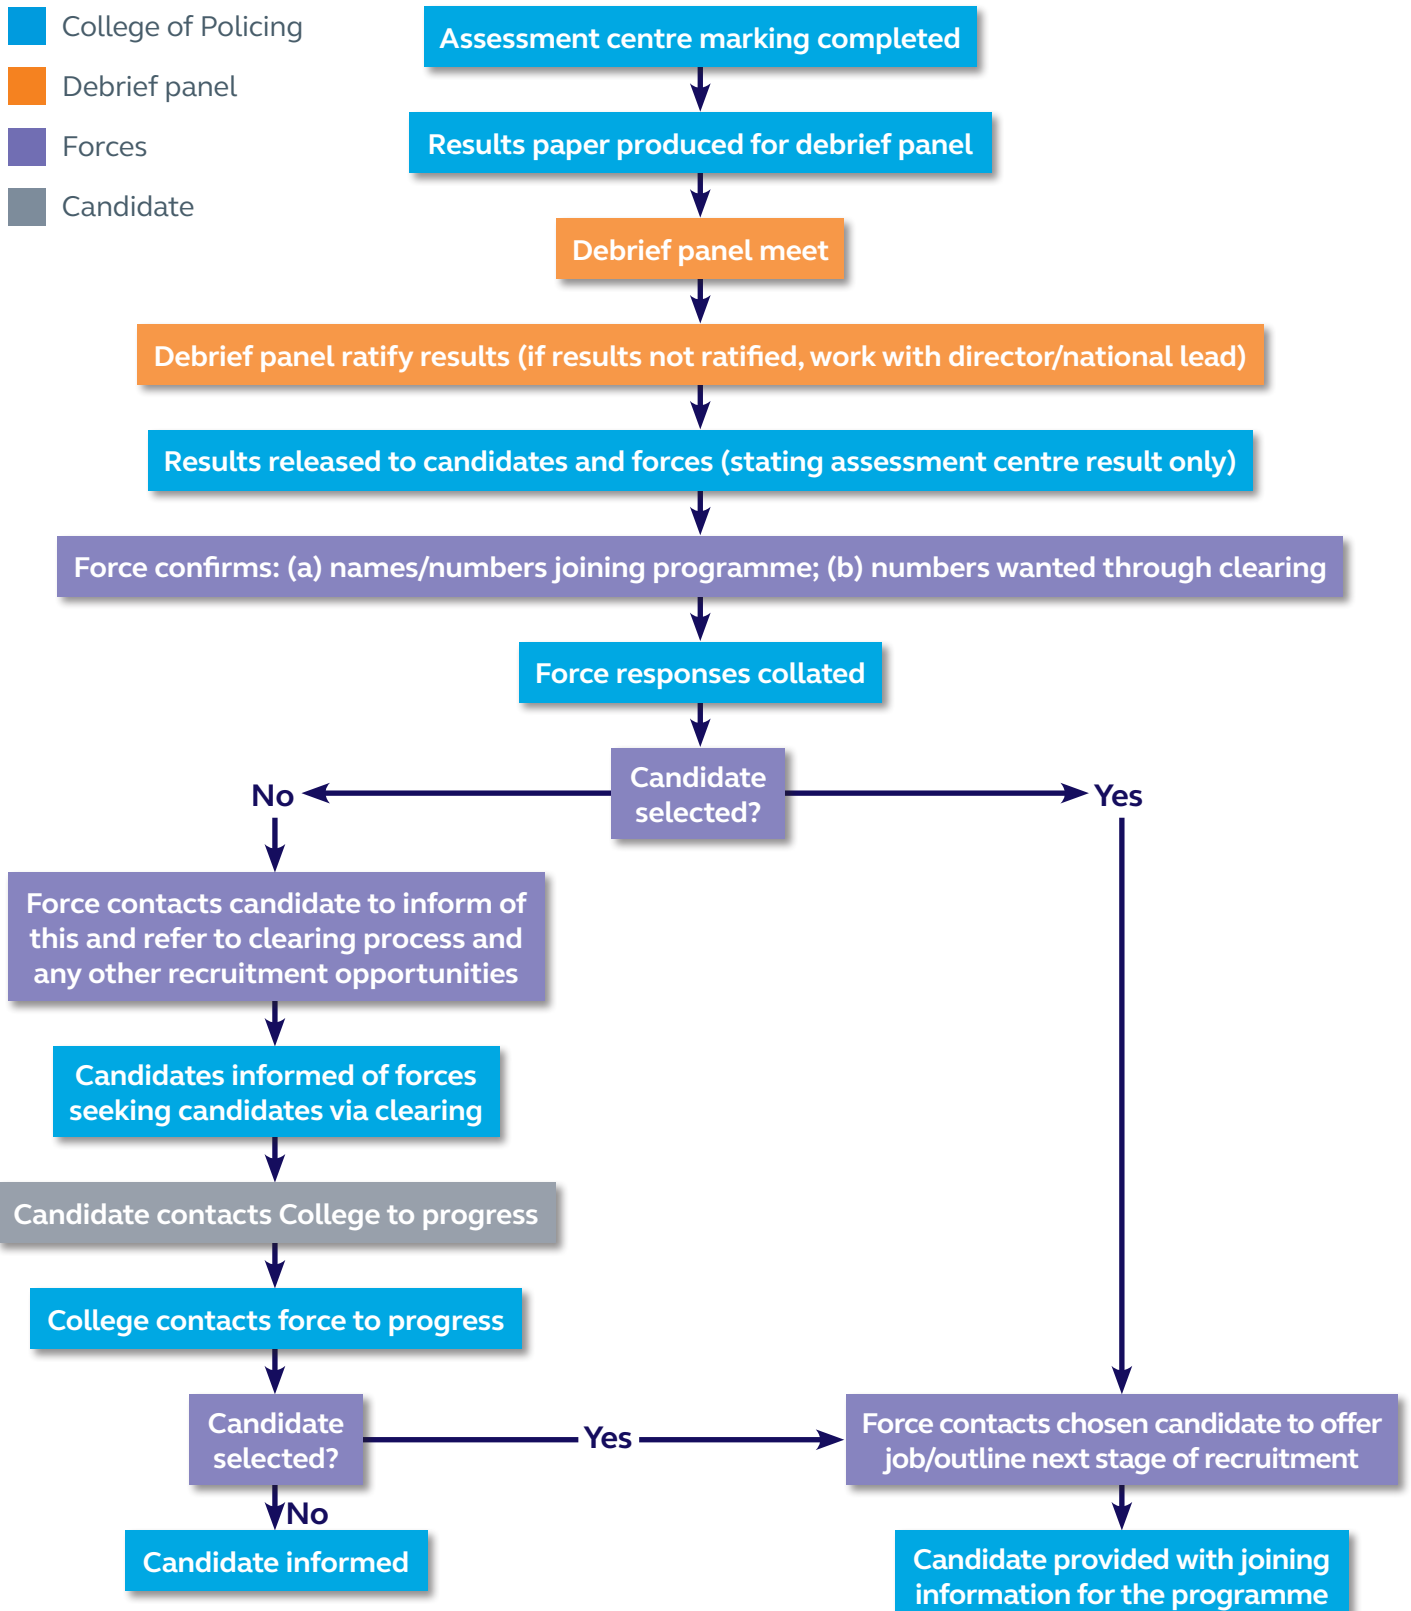 College of Policing
Debrief panel
Forces
Candidate
Assessment centre marking completed
Results paper produced for debrief panel
Debrief panel meet
Debrief panel ratify results (if results not ratified, work with director/national lead)
Results released to candidates and forces (stating assessment centre result only)
Force confirms: (a) names/numbers joining programme; (b) numbers wanted through clearing
Force responses collated
Candidate
selected?
No
Yes
Force contacts candidate to inform of
this and refer to clearing process and
any other recruitment opportunities
Candidates informed of forces
seeking candidates via clearing
Candidate contacts College to progress
College contacts force to progress
Candidate
selected?
Yes
Force contacts chosen candidate to offer
job/outline next stage of recruitment
No
Candidate informed
Candidate provided with joining
information for the programme